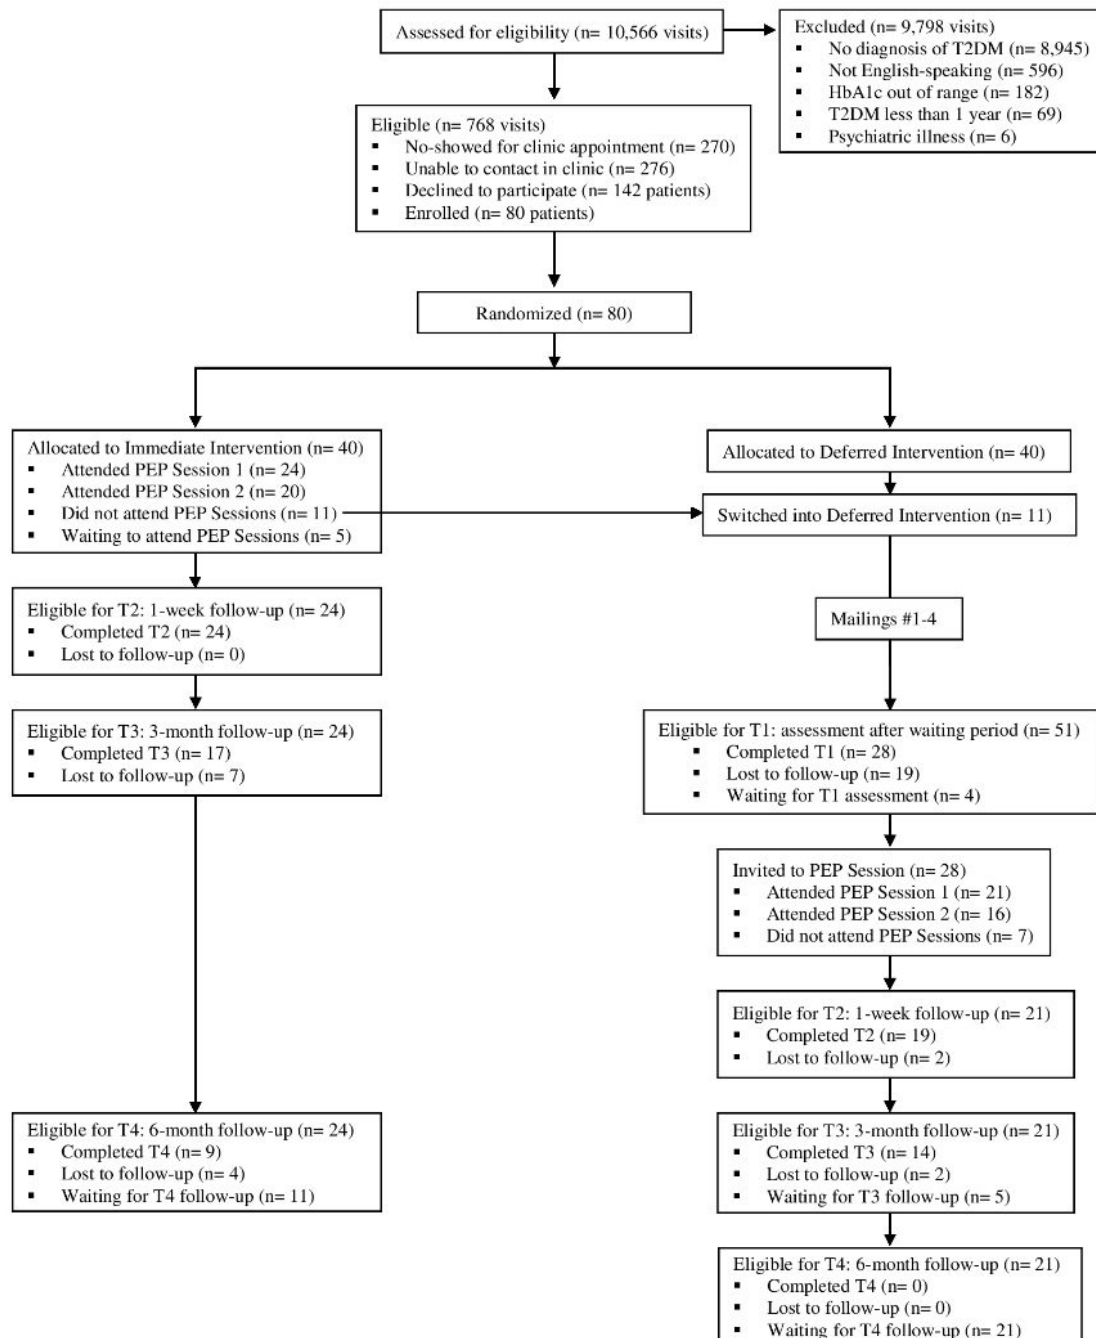 Assessed for eligibility (n= 10,566 visits)
Excluded (n= 9,798 visits)
▪ No diagnosis of T2DM (n= 8,945)
▪ Not English-speaking (n= 596)
▪ HbA1c out of range (n= 182)
▪ T2DM less than 1 year (n= 69)
▪ Psychiatric illness (n= 6)
Eligible (n= 768 visits)
▪ No-showed for clinic appointment (n= 270)
▪ Unable to contact in clinic (n= 276)
▪ Declined to participate (n= 142 patients)
▪ Enrolled (n= 80 patients)
Randomized (n= 80)
Allocated to Immediate Intervention (n= 40)
▪ Attended PEP Session 1 (n= 24)
▪ Attended PEP Session 2 (n= 20)
▪ Did not attend PEP Sessions (n= 11)
▪ Waiting to attend PEP Sessions (n= 5)
Eligible for T2: 1-week follow-up (n= 24)
▪ Completed T2 (n= 24)
▪ Lost to follow-up (n= 0)
Eligible for T3: 3-month follow-up (n= 24)
▪ Completed T3 (n= 17)
▪ Lost to follow-up (n= 7)
Eligible for T4: 6-month follow-up (n= 24)
▪ Completed T4 (n= 9)
▪ Lost to follow-up (n= 4)
▪ Waiting for T4 follow-up (n= 11)
Allocated to Deferred Intervention (n= 40)
Switched into Deferred Intervention (n= 11)
Mailings #1-4
Eligible for T1: assessment after waiting period (n= 51)
▪ Completed T1 (n= 28)
▪ Lost to follow-up (n= 19)
▪ Waiting for T1 assessment (n= 4)
Invited to PEP Session (n= 28)
▪ Attended PEP Session 1 (n= 21)
▪ Attended PEP Session 2 (n= 16)
▪ Did not attend PEP Sessions (n= 7)
Eligible for T2: 1-week follow-up (n= 21)
▪ Completed T2 (n= 19)
▪ Lost to follow-up (n= 2)
Eligible for T3: 3-month follow-up (n= 21)
▪ Completed T3 (n= 14)
▪ Lost to follow-up (n= 2)
▪ Waiting for T3 follow-up (n= 5)
Eligible for T4: 6-month follow-up (n= 21)
▪ Completed T4 (n= 0)
▪ Lost to follow-up (n= 0)
▪ Waiting for T4 follow-up (n= 21)